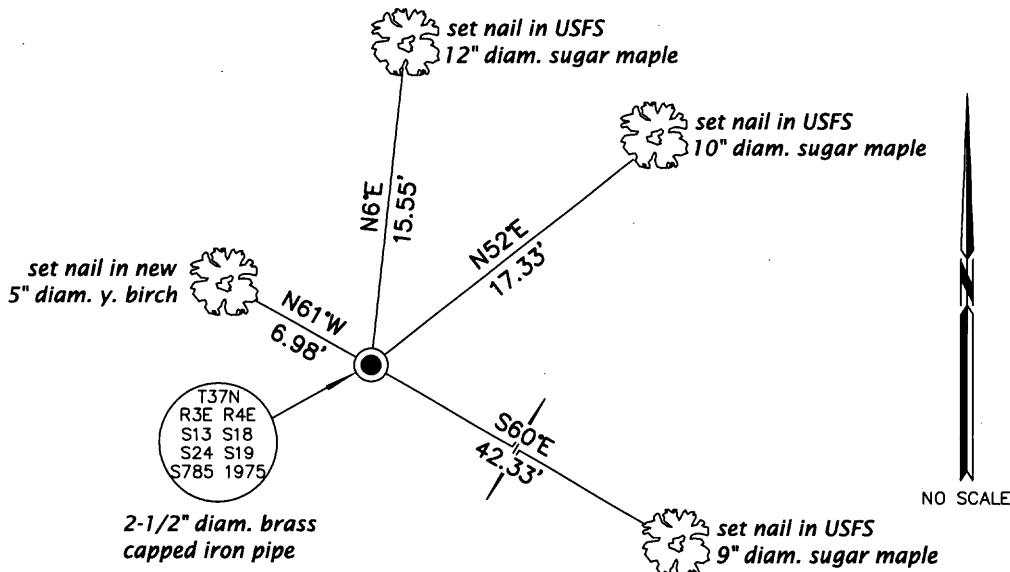 set nail in USFS
12" diam. sugar maple
set nail in USFS
10" diam. sugar maple
N6°E
15.55'
N52°E
17.33'
set nail in new
5" diam. y. birch
N61°W
6.98'
T37N
R3E R4E
S13 S18
S24 S19
S785 1975
S60°E
42.33'
N
NO SCALE
2-1/2" diam. brass
capped iron pipe
set nail in USFS
9" diam. sugar maple